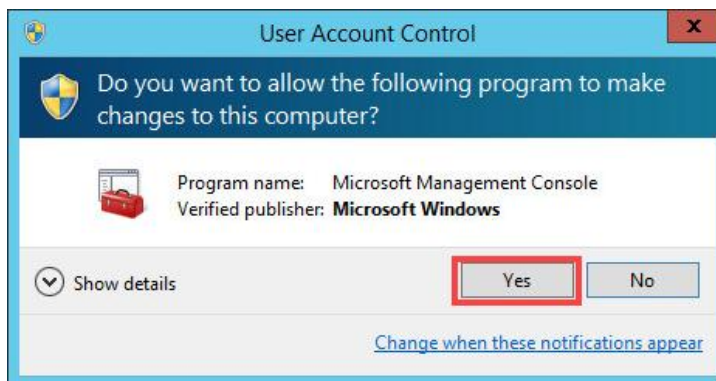 User Account Control
x
Do you want to allow the following program to make
changes to this computer?
Program name: Microsoft Management Console
Verified publisher: Microsoft Windows
Show details
Yes
No
Change when these notifications appear